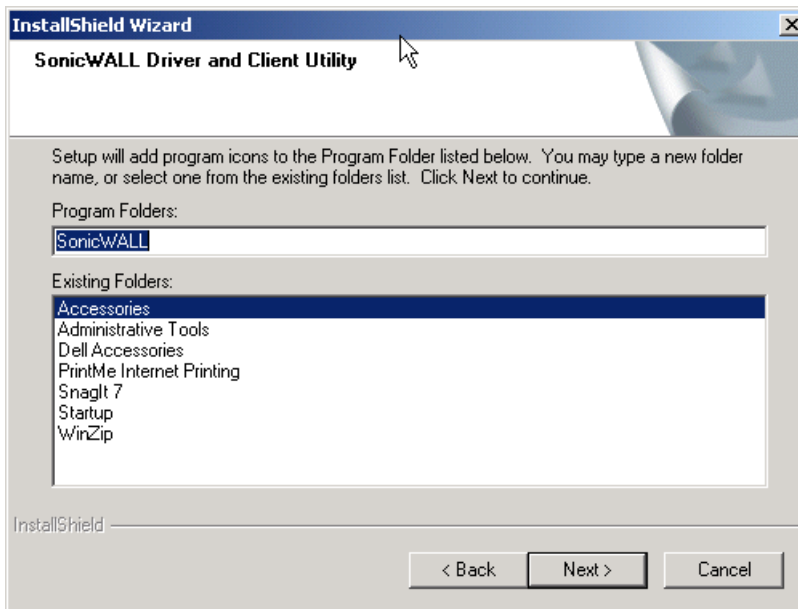 InstallShield Wizard
SonicWALL Driver and Client Utility
Setup will add program icons to the Program Folder listed below. You may type a new folder
name, or select one from the existing folders list. Click Next to continue.
Program Folders:
SonicWALL
Existing Folders:
Accessories
Administrative Tools
Dell Accessories
PrintMe Internet Printing
SnagIt 7
Startup
WinZip
InstallShield
< Back Next > Cancel